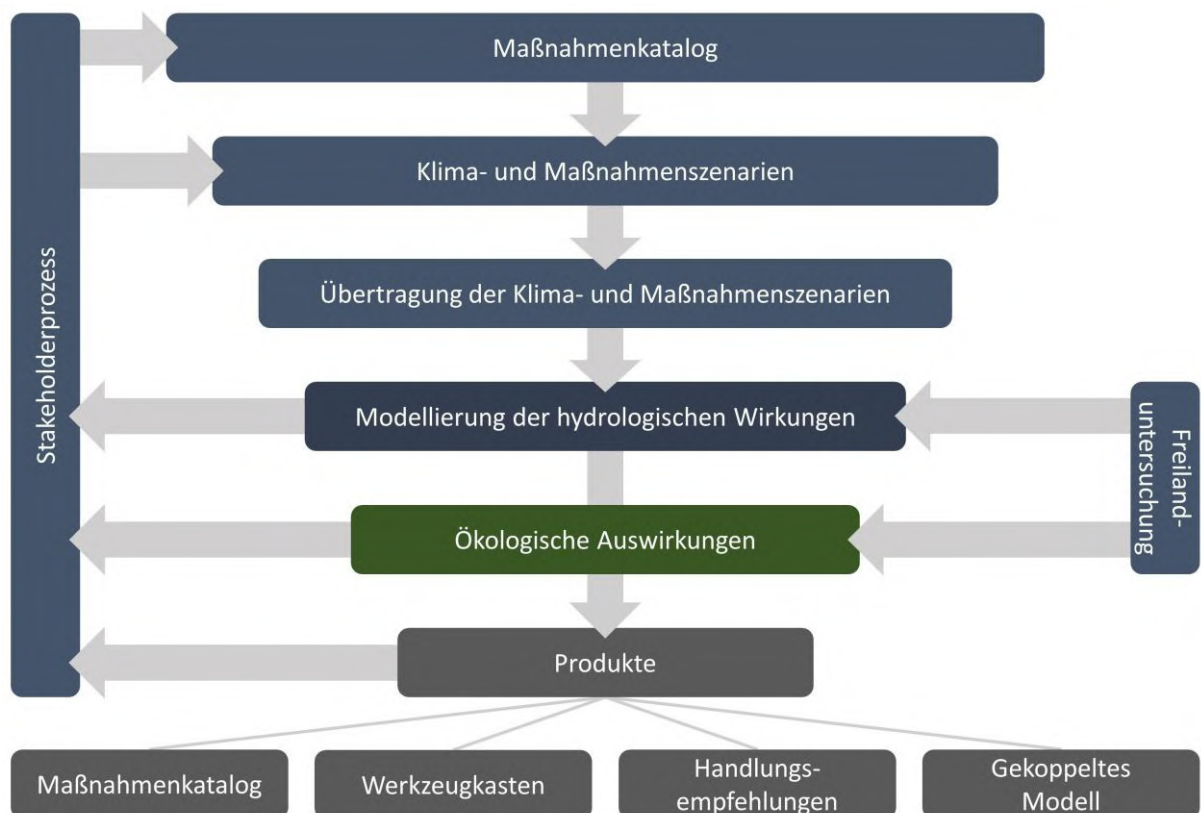 Maßnahmenkatalog
Klima- und Maßnahmenszenarien
Übertragung der Klima- und Maßnahmenszenarien
Stakeholderprozess
Modellierung der hydrologischen Wirkungen
Freiland-
untersuchung
Ökologische Auswirkungen
Produkte
Maßnahmenkatalog
Werkzeugkasten
Handlungs-
empfehlungen
Gekoppeltes
Modell